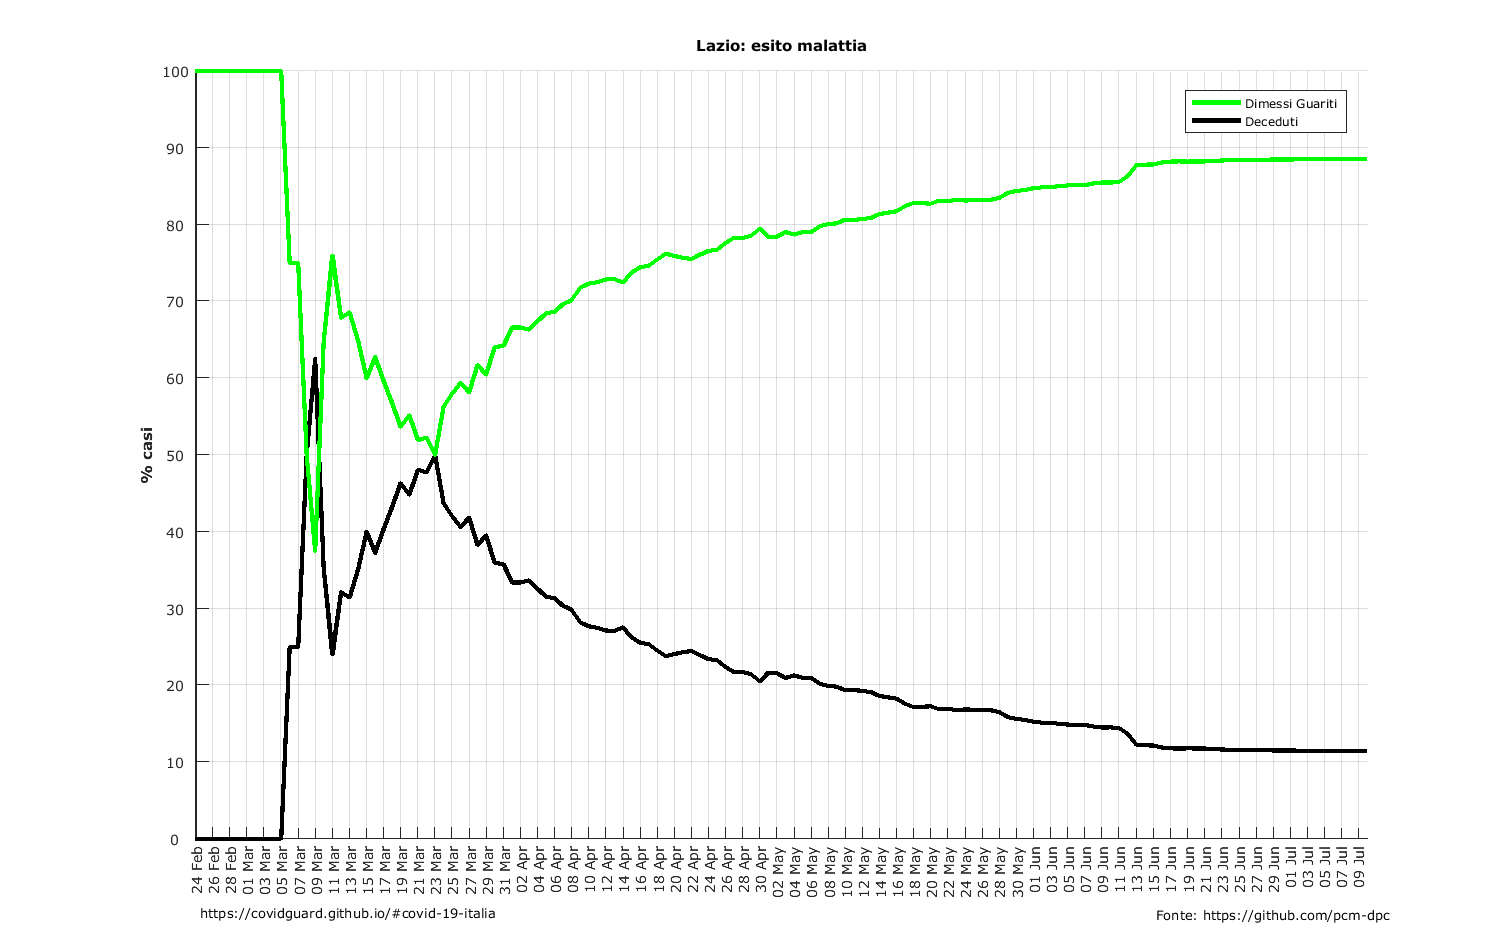 Lazio: esito malattia
100
90
80
70
60
50
40
30
20
10
0
% casi
Dimessi Guariti
Deceduti
24 Feb
26 Feb
28 Feb
01 Mar
03 Mar
05 Mar
07 Mar
09 Mar
11 Mar
13 Mar
15 Mar
17 Mar
19 Mar
21 Mar
23 Mar
25 Mar
27 Mar
29 Mar
31 Mar
02 Apr
04 Apr
06 Apr
08 Apr
10 Apr
12 Apr
14 Apr
16 Apr
18 Apr
20 Apr
22 Apr
24 Apr
26 Apr
28 Apr
30 Apr
02 May
04 May
06 May
08 May
10 May
12 May
14 May
16 May
18 May
20 May
22 May
24 May
26 May
28 May
30 May
01 Jun
03 Jun
05 Jun
07 Jun
09 Jun
11 Jun
13 Jun
15 Jun
17 Jun
19 Jun
21 Jun
23 Jun
25 Jun
27 Jun
29 Jun
01 Jul
03 Jul
05 Jul
07 Jul
09 Jul
https://covidguard.github.io/#covid-19-italia
Fonte: https://github.com/pcm-dpc